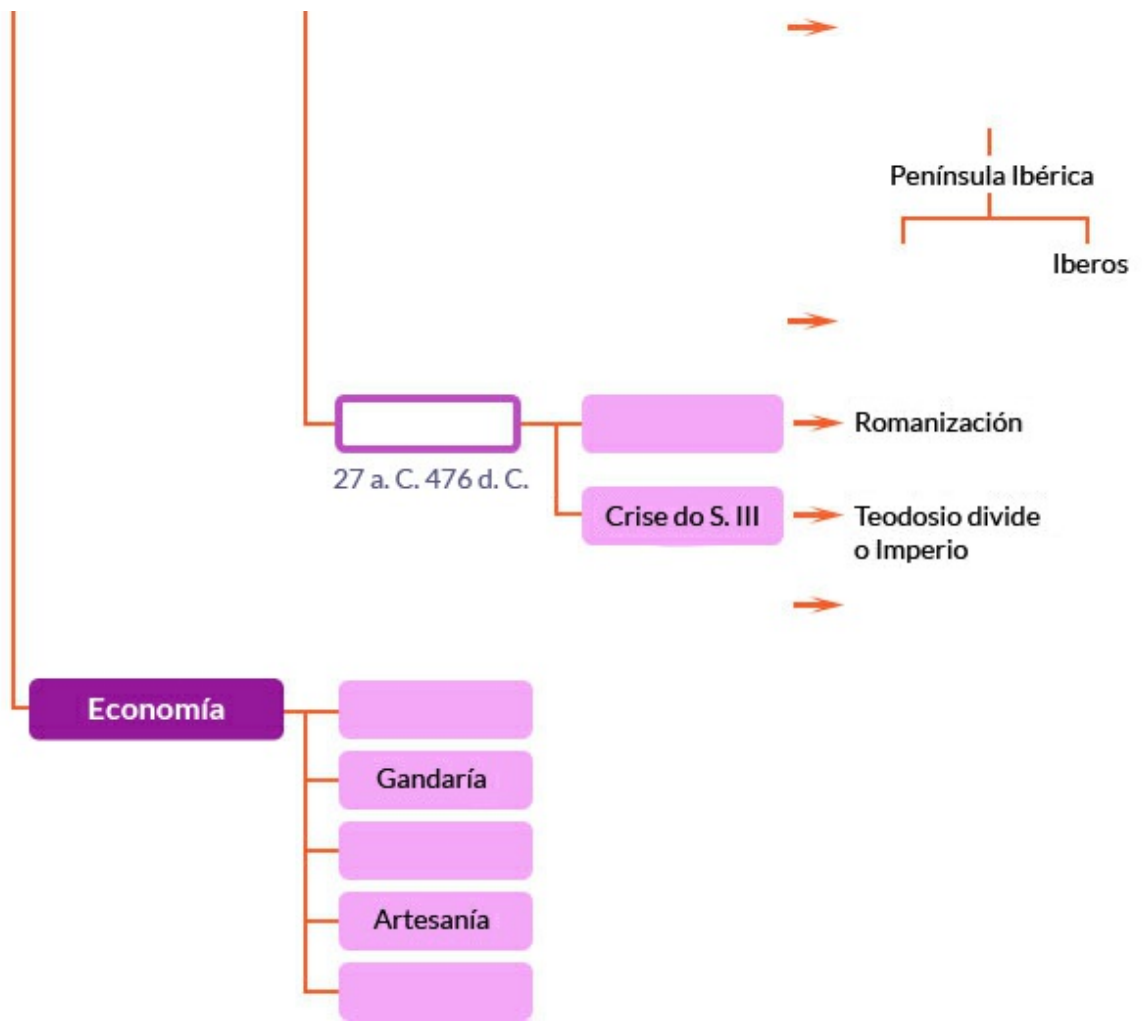 Península Ibérica
Iberos
Romanización
27 a. C. 476 d. C.
Crise do S. III
Teodosio divide
o Imperio
Economía
Gandaría
Artesanía